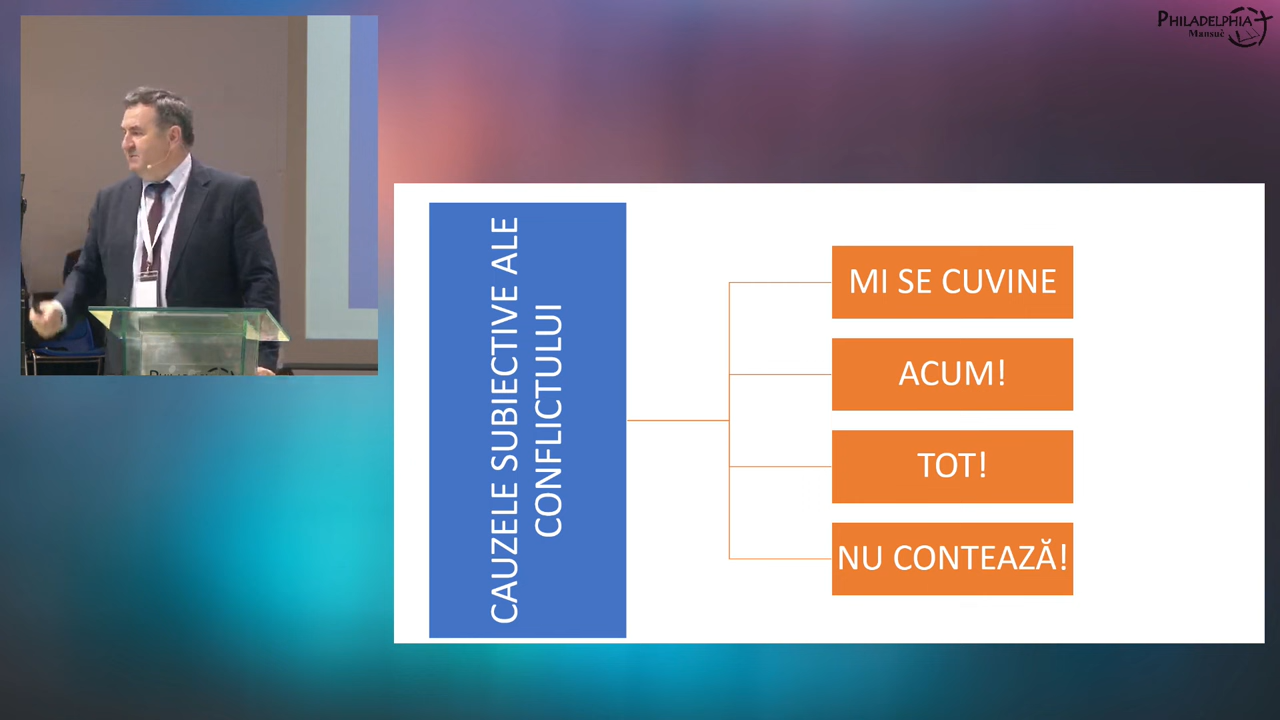 PHILADELPHIA
Mansuè
CAUZELE SUBIECTIVE ALE
CONFLICTULUI
MI SE CUVINE
ACUM!
TOT!
NU CONTEAZĂ!